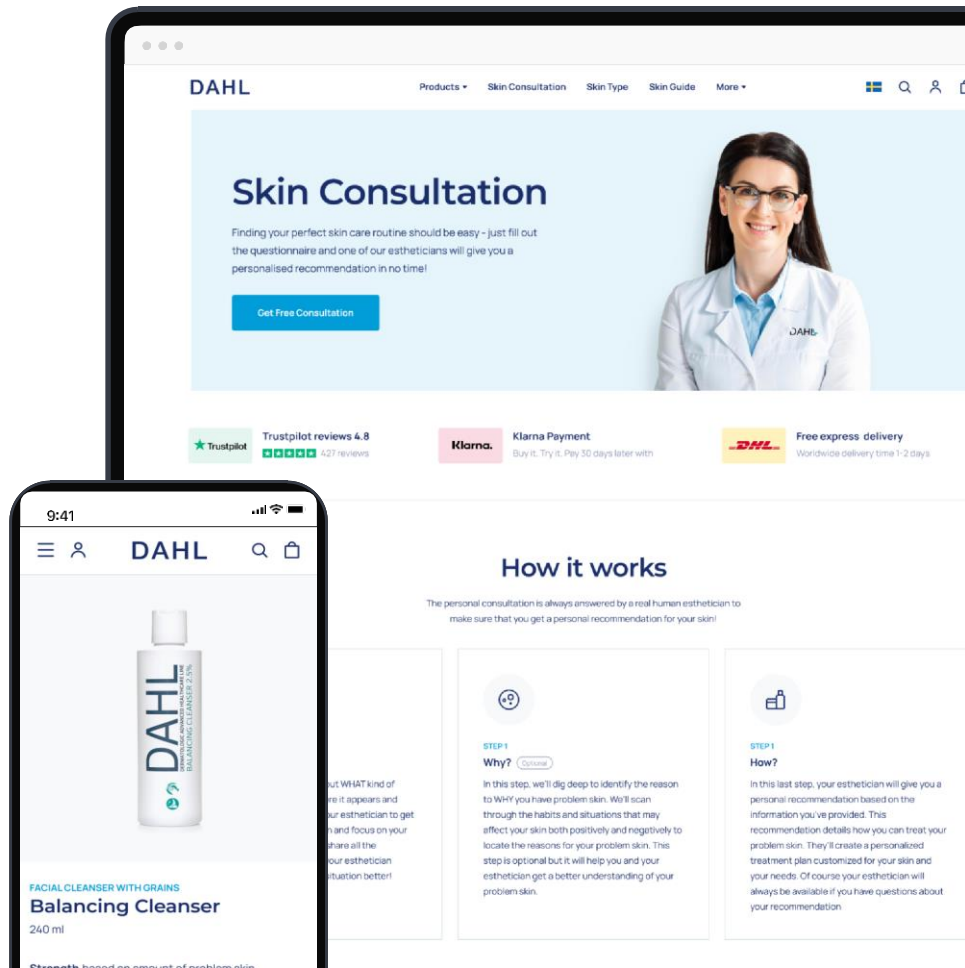 DAHL
Products
Skin Consultation
Skin Type
Skin Guide
More
Skin Consultation
Finding your perfect skin care routine should be easy - just fill out
the questionnaire and one of our estheticians will give you a
personalised recommendation in no time!
Get Free Consultation
DAHL
Trustpilot
Trustpilot reviews 4.8
427 reviews
Klarna.
Klarna Payment
Buy it. Try it. Pay 30 days later with
DHL
Free express delivery
Worldwide delivery time 1-2 days
How it works
The personal consultation is always answered by a real human esthetician to
make sure that you get a personal recommendation for your skin!
WHAT kind of
it appears and
esthetician to get
and focus on your
share all the
your esthetician
better!
STEP 1
Why? Optional
In this step, we'll dig deep to identify the reason
to WHY you have problem skin. We'll scan
through the habits and situations that may
affect your skin both positively and negatively to
locate the reasons for your problem skin. This
step is optional but it will help you and your
esthetician get a better understanding of your
problem skin.
STEP 1
How?
In this last step, your esthetician will give you a
personal recommendation based on the
information you've provided. This
recommendation details how you can treat your
problem skin. They'll create a personalized
treatment plan customized for your skin and
your needs. Of course your esthetician will
always be available if you have questions about
your recommendation
9:41
DAHL
DAHL
DERMATOLOGIC ADVANCED HEALTHCARE LINE
BALANCING CLEANSER 2.5%
FACIAL CLEANSER WITH GRAINS
Balancing Cleanser
240 ml
Strength based on amount of problem skin